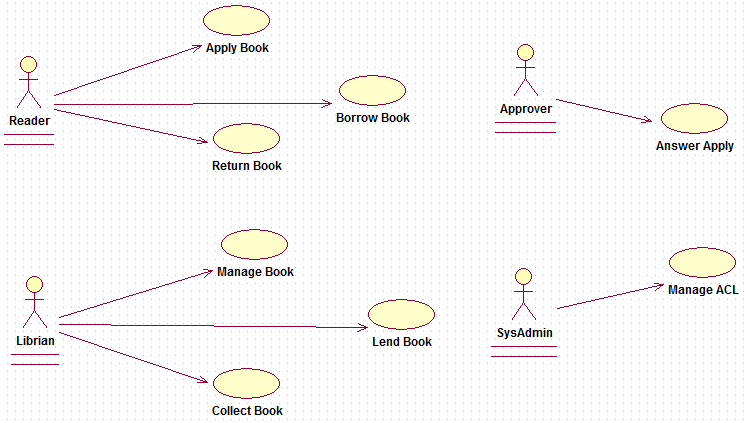 Apply Book
Reader
Borrow Book
Return Book
Approver
Answer Apply
Manage Book
Librian
Lend Book
Collect Book
SysAdmin
Manage ACL